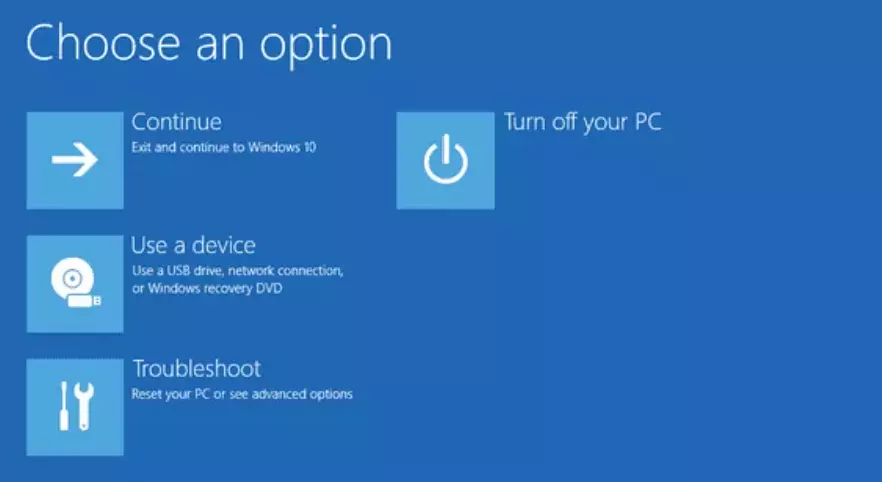 Choose an option
Continue
Exit and continue to Windows 10
Turn off your PC
Use a device
Use a USB drive, network connection,
or Windows recovery DVD
Troubleshoot
Reset your PC or see advanced options